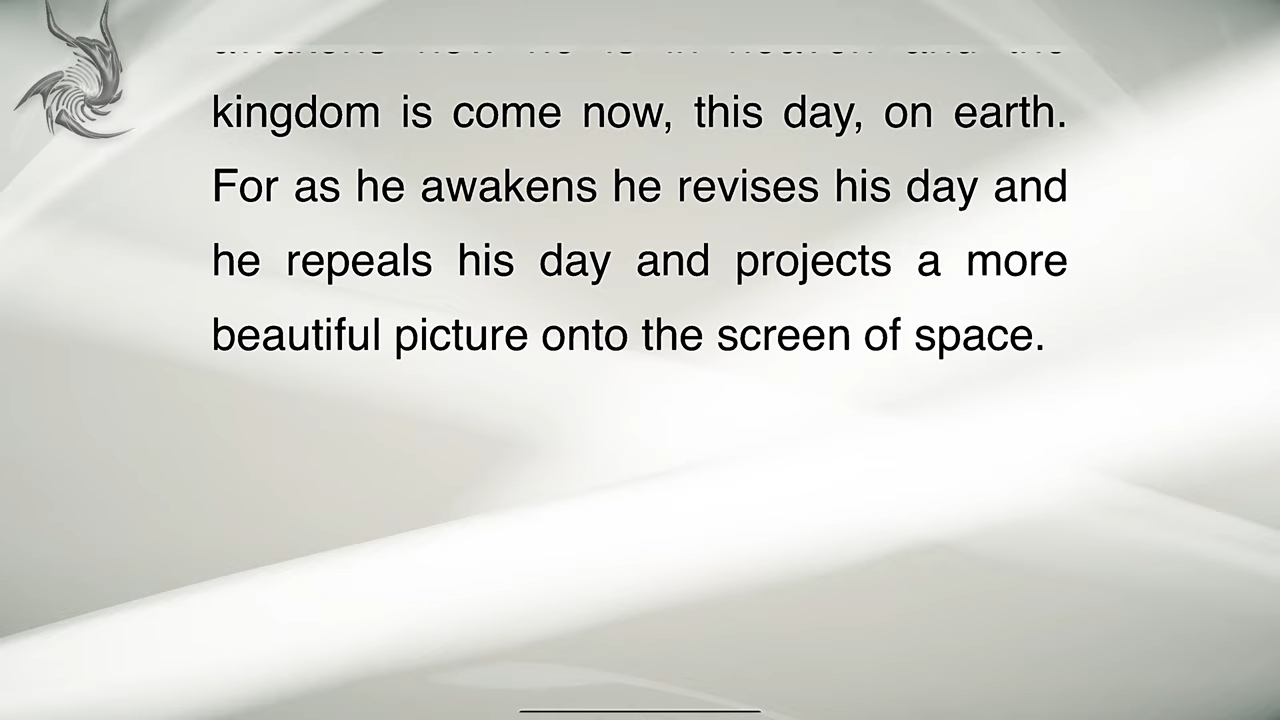 kingdom is come now, this day, on earth.
For as he awakens he revises his day and
he repeals his day and projects a more
beautiful picture onto the screen of space.